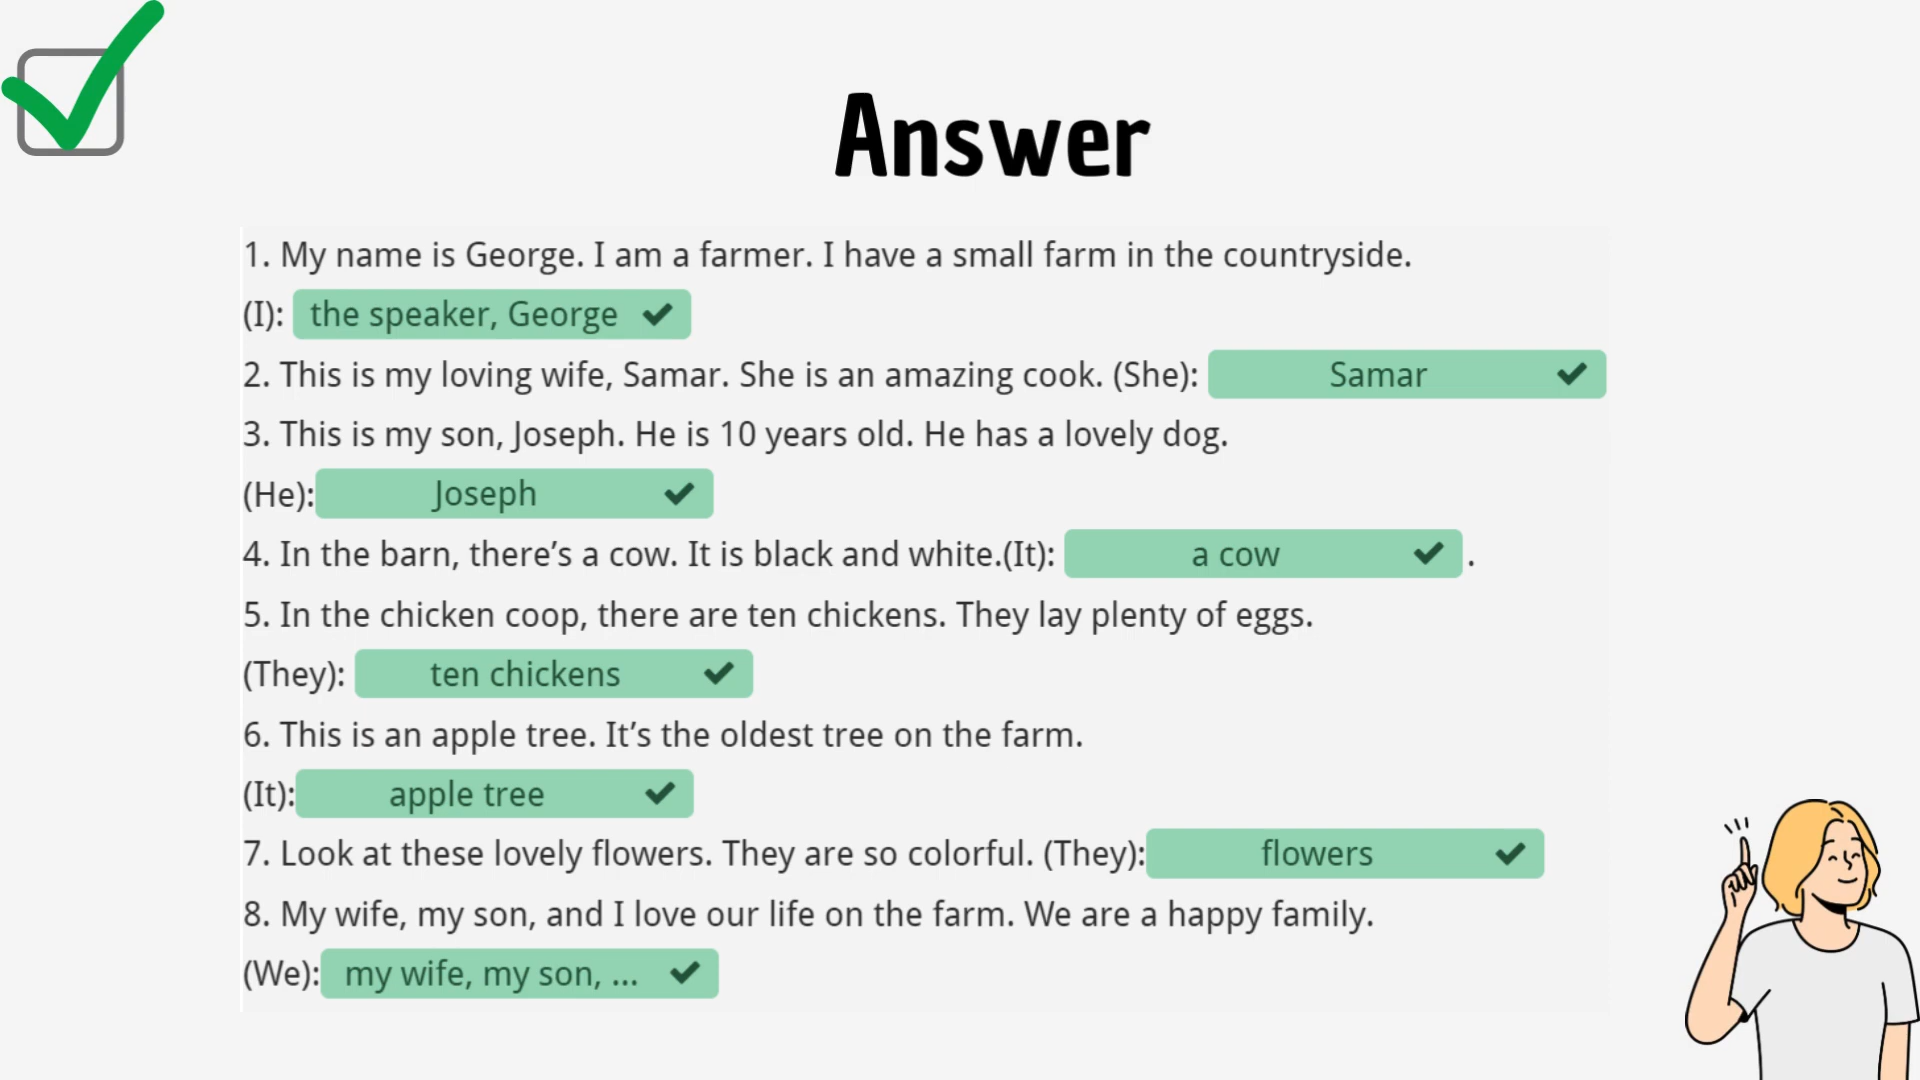 Answer
1. My name is George. I am a farmer. I have a small farm in the countryside.
(I): the speaker, George
2. This is my loving wife, Samar. She is an amazing cook. (She): Samar
3. This is my son, Joseph. He is 10 years old. He has a lovely dog.
(He): Joseph
4. In the barn, there’s a cow. It is black and white.(It): a cow .
5. In the chicken coop, there are ten chickens. They lay plenty of eggs.
(They): ten chickens
6. This is an apple tree. It’s the oldest tree on the farm.
(It): apple tree
7. Look at these lovely flowers. They are so colorful. (They): flowers
8. My wife, my son, and I love our life on the farm. We are a happy family.
(We): my wife, my son, ...